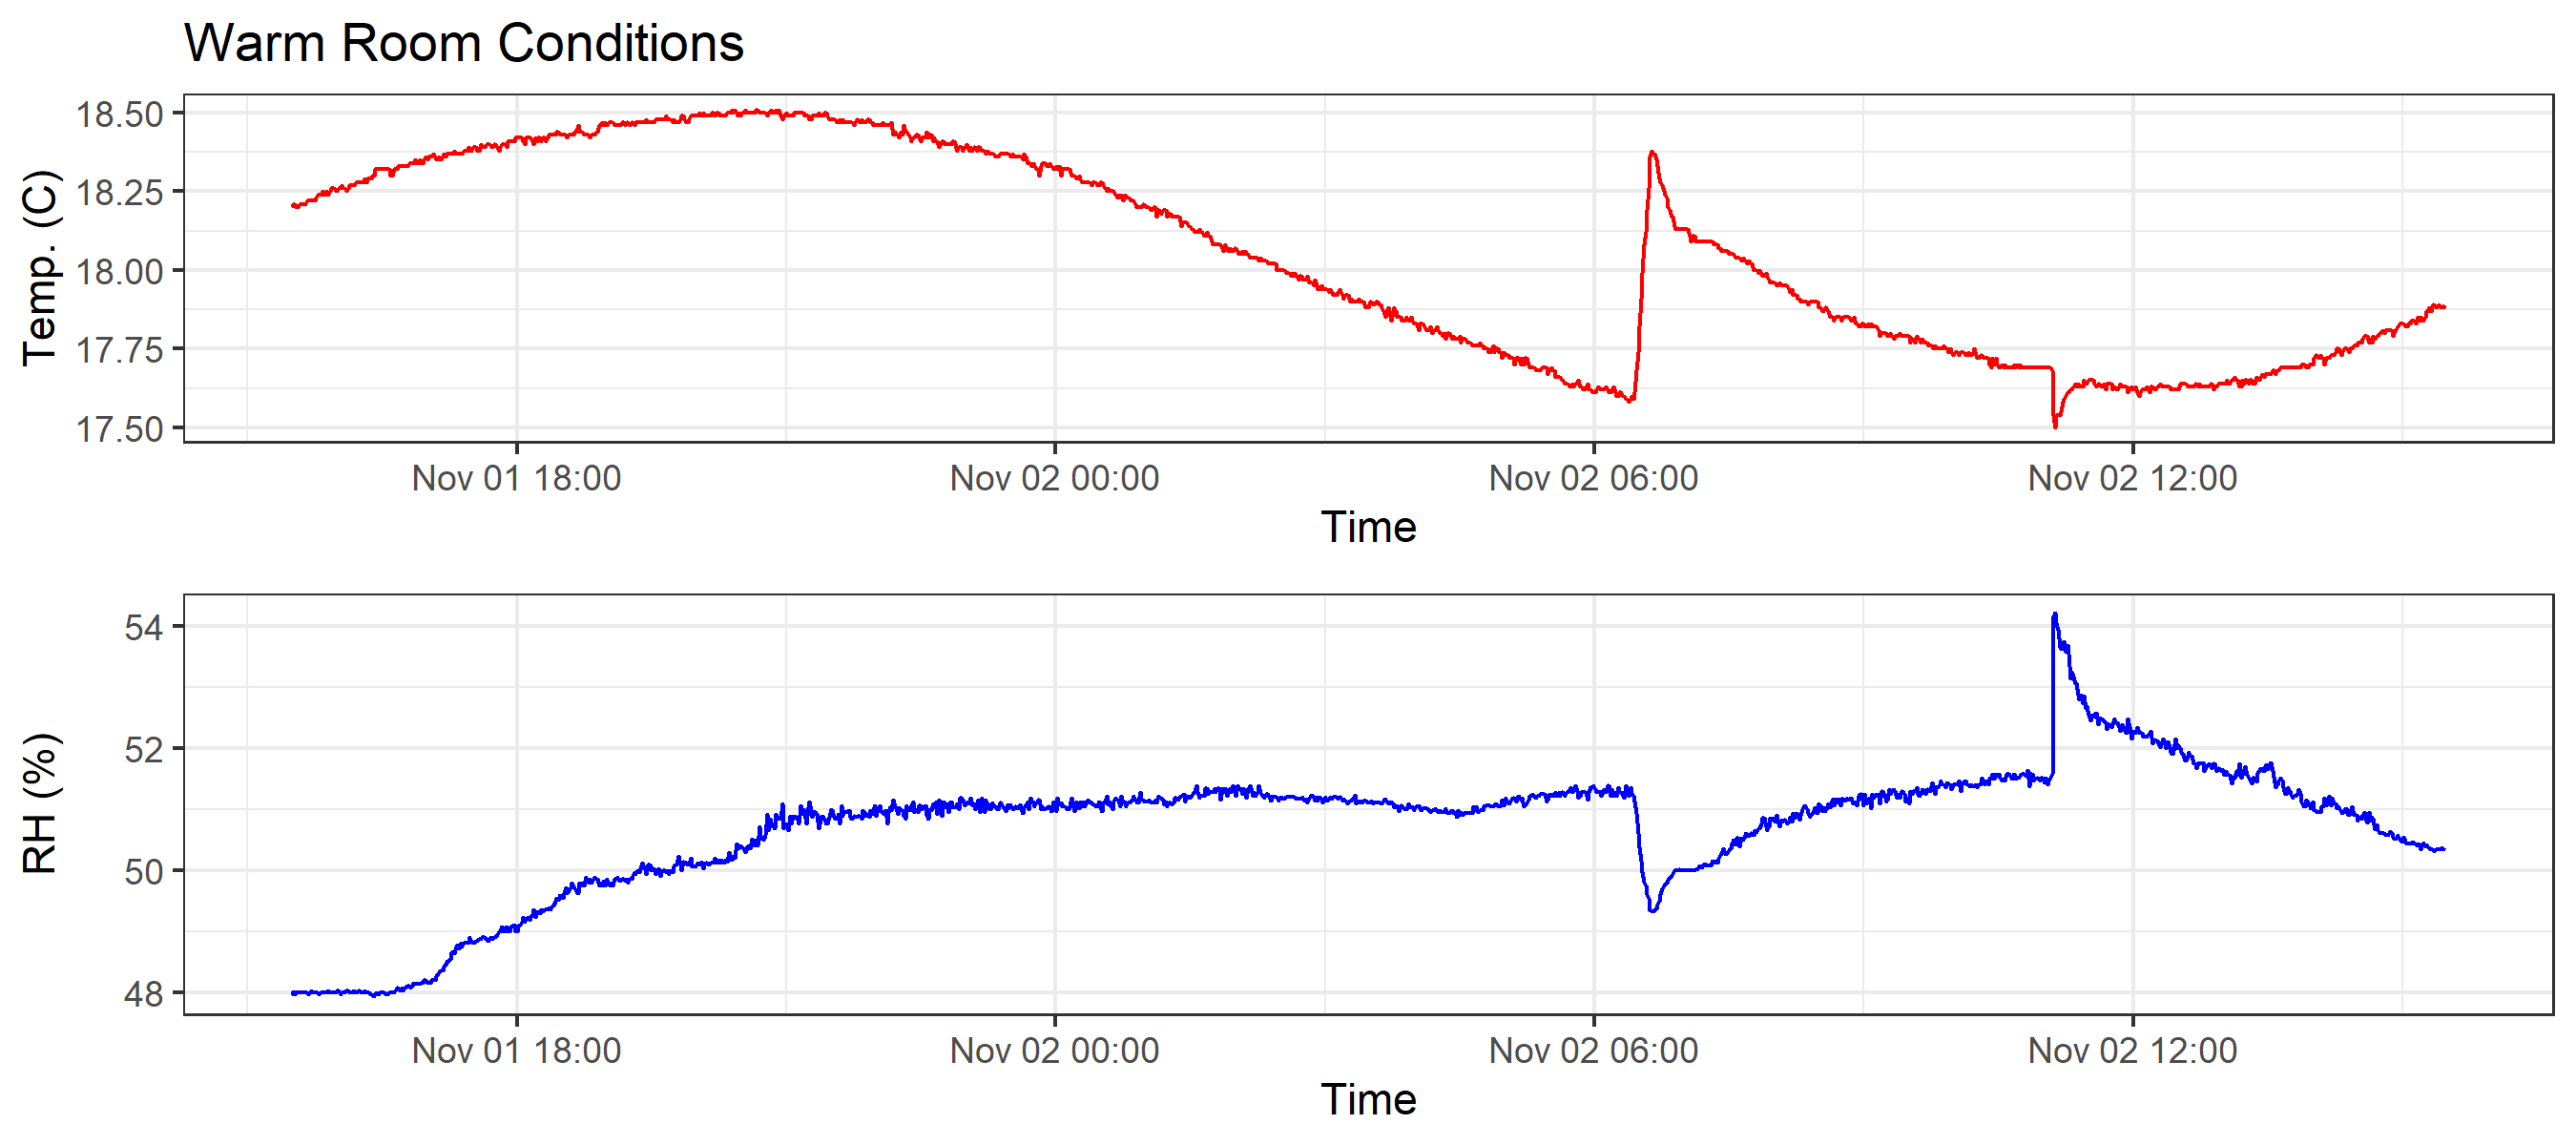 Warm Room Conditions
Temp. (C)
18.50
18.25
18.00
17.75
17.50
Nov 01 18:00 Nov 02 00:00 Nov 02 06:00 Nov 02 12:00
Time
RH (%)
54
52
50
48
Nov 01 18:00 Nov 02 00:00 Nov 02 06:00 Nov 02 12:00
Time